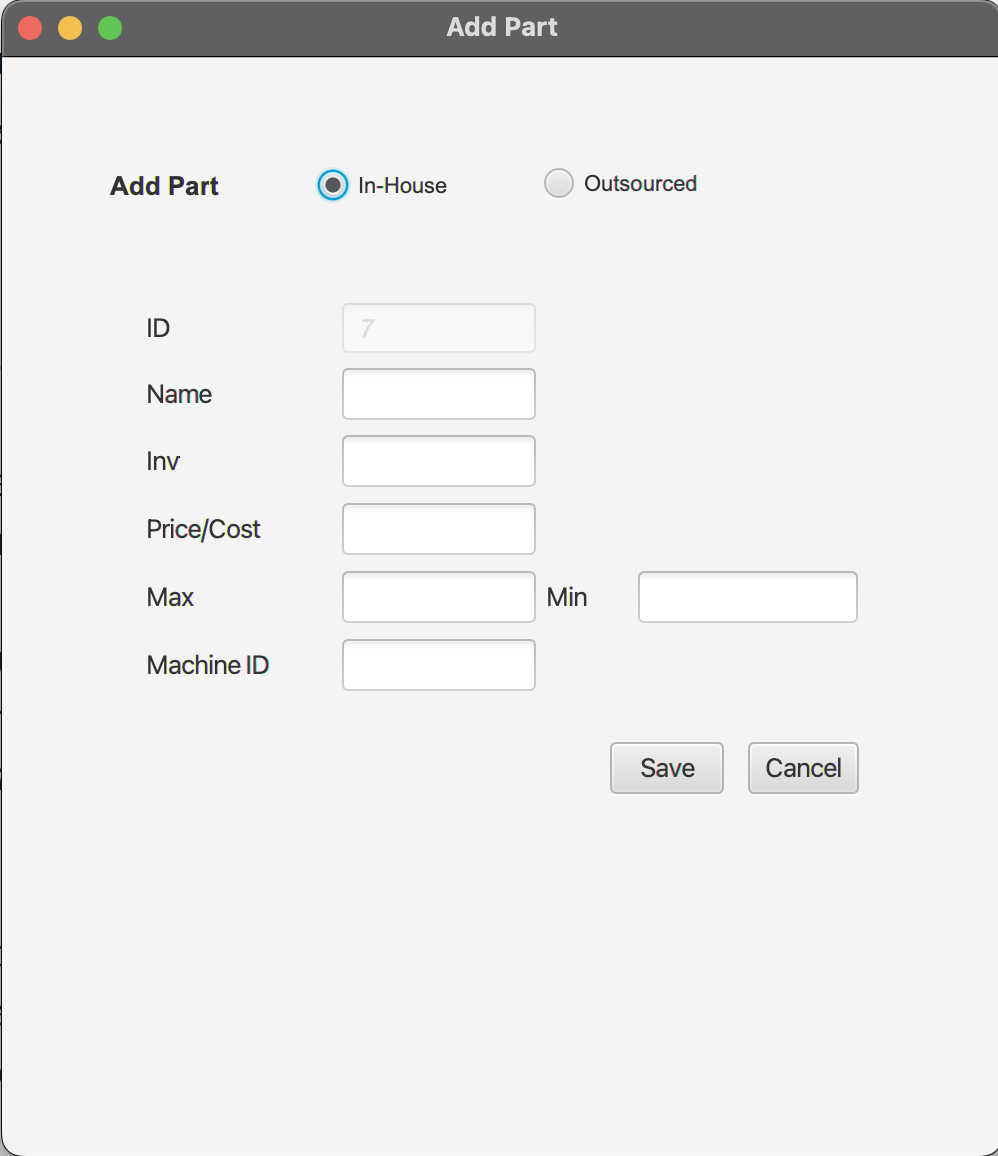 Add Part
Add Part In-House Outsourced
ID 7
Name
Inv
Price/Cost
Max Min
Machine ID
Save Cancel